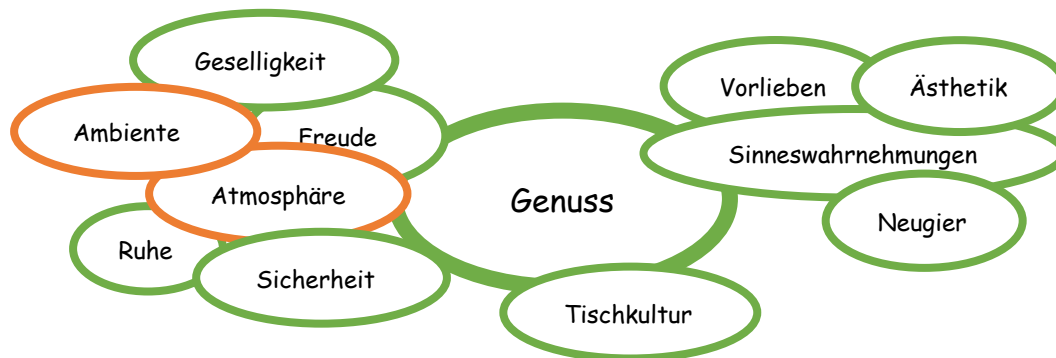 Geselligkeit
Vorlieben
Ästhetik
Ambiente
Freude
Sinneswahrnehmungen
Atmosphäre
Genuss
Neugier
Ruhe
Sicherheit
Tischkultur